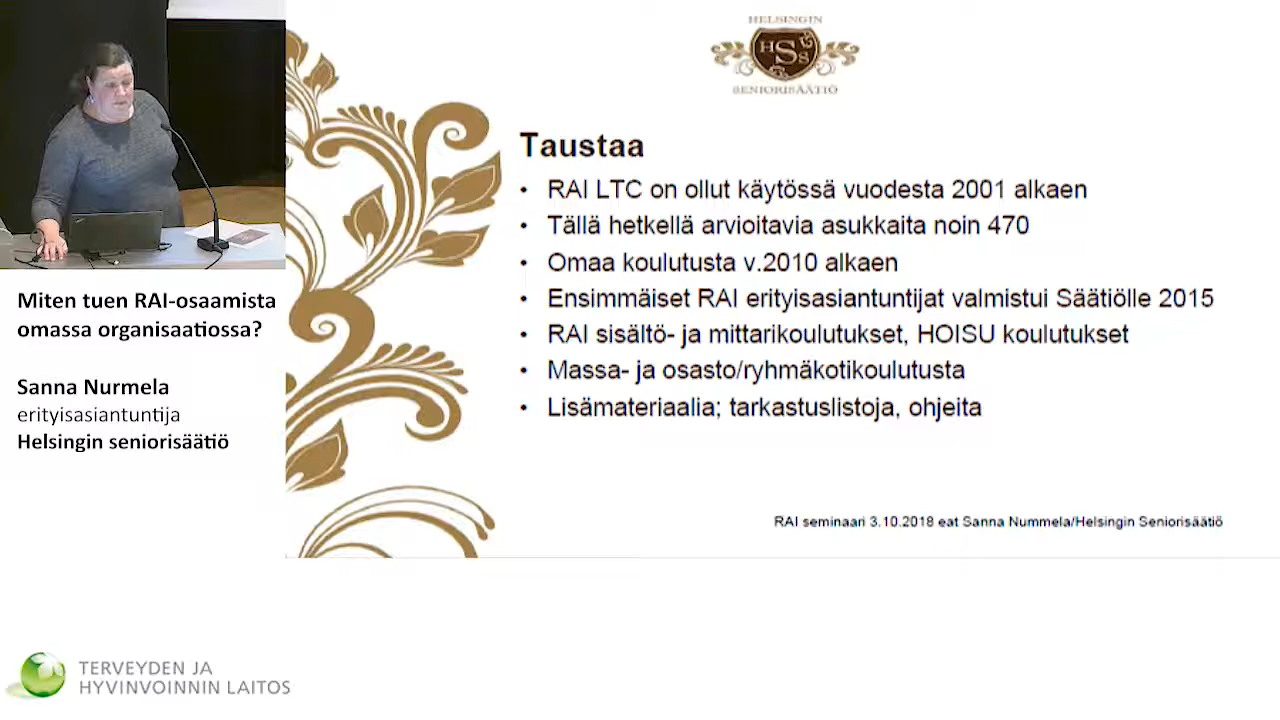 HELSINGIN
HSS
SENIORISÄÄTIÖ
Taustaa
• RAI LTC on ollut käytössä vuodesta 2001 alkaen
• Tällä hetkellä arvioitavia asukkaita noin 470
• Omaa koulutusta v.2010 alkaen
• Ensimmäiset RAI erityisasiantuntijat valmistui Säätiölle 2015
• RAI sisältö- ja mittarikoulutukset, HOISU koulutukset
• Massa- ja osasto/ryhmäkotikoulutusta
• Lisämateriaalia; tarkastuslistoja, ohjeita
RAI seminaari 3.10.2018 eat Sanna Nummela/Helsingin Seniorisäätiö
Miten tuen RAI-osaamista
omassa organisaatiossa?
Sanna Nurmela
erityisasiantuntija
Helsingin seniorisäätiö
TERVEYDEN JA
HYVINVOINNIN LAITOS